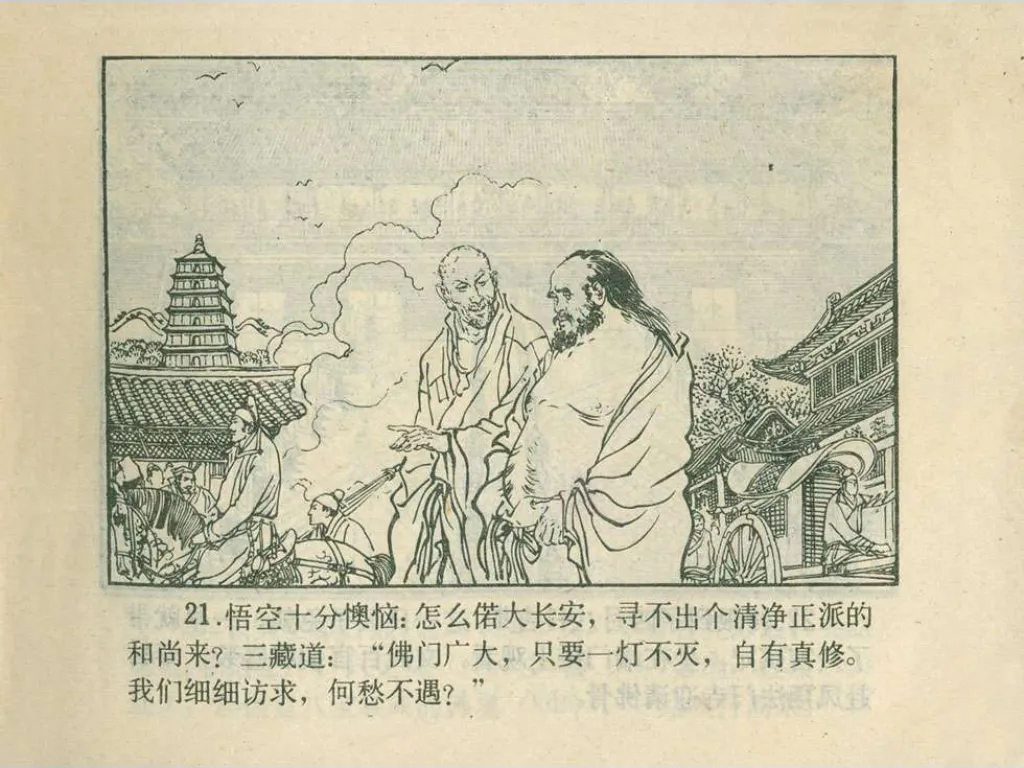 21.悟空十分懊恼:怎么偌大长安,寻不出个清净正派的
和尚来?三藏道:“佛门广大,只要一灯不灭,自有真修。
我们细细访求,何愁不遇?”